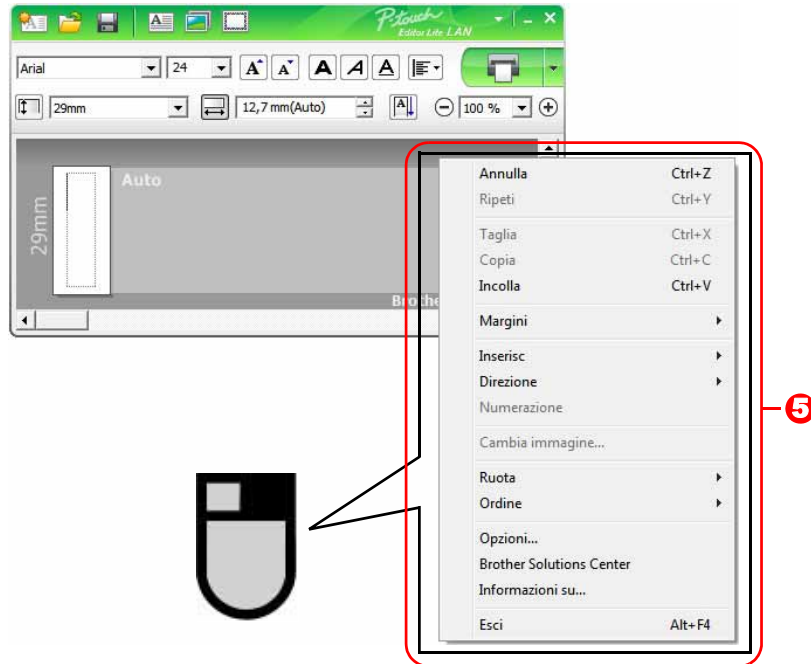 P-touch
Editor Lite LAN
Arial
24
A A A A A
29mm
12,7 mm(Auto)
A
100 %
29mm
Auto
Brothe
Annulla Ctrl+Z
Ripeti Ctrl+Y
Taglia Ctrl+X
Copia Ctrl+C
Incolla Ctrl+V
Margini
Inserisc
Direzione
Numerazione
Cambia immagine...
Ruota
Ordine
Opzioni...
Brother Solutions Center
Informazioni su...
Esci Alt+F4
5